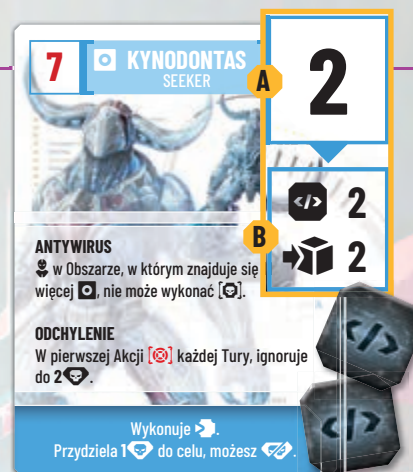 7
KYNODONTAS
SEEKER
A
2
B
</> 2
2
ANTYWIRUS
w Obszarze, w którym znajduje się
więcej , nie może wykonać [ ].
ODCHYLENIE
W pierwszej Akcji [ ] każdej Tury, ignoruje
do 2 .
</>
</>
Wykonuje .
Przydziela 1 do celu, możesz .